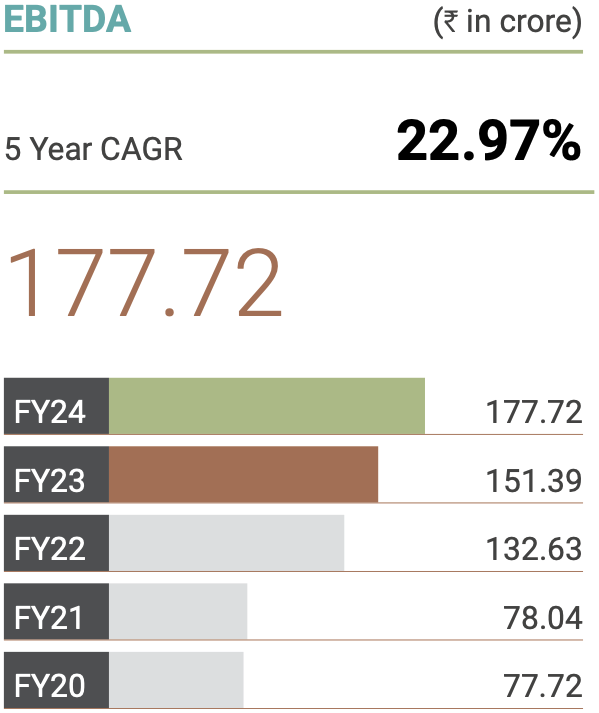 EBITDA (₹ in crore)
5 Year CAGR 22.97%
177.72
FY24 177.72
FY23 151.39
FY22 132.63
FY21 78.04
FY20 77.72